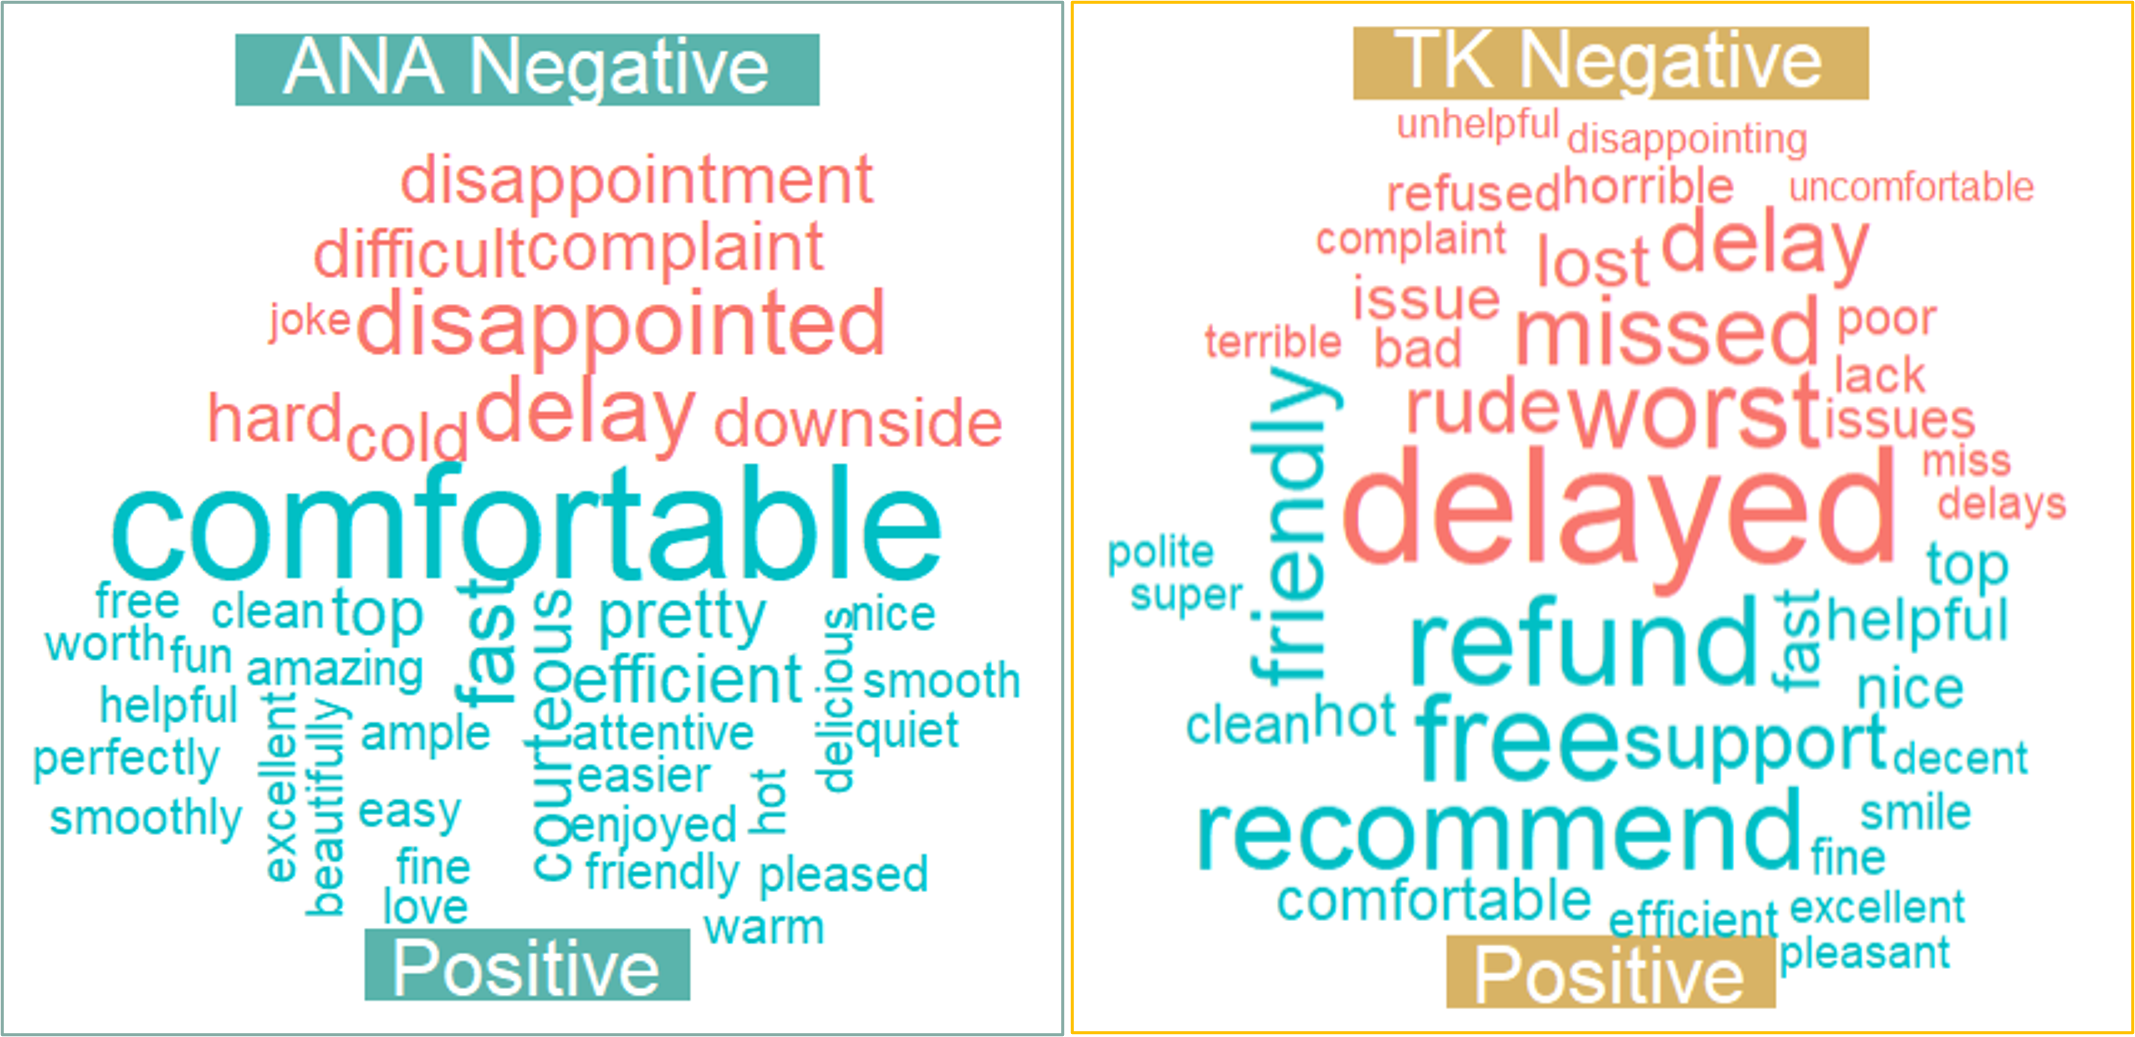 ANA Negative
disappointment
difficult complaint
joke disappointed
hard cold delay downside
comfortable
free clean top fast courteous pretty delicious nice
worth fun amazing efficient smooth
helpful excellent beautifully ample attentive quiet
perfectly easier hot
smoothly easy enjoyed
fine friendly pleased
love warm
Positive
TK Negative
unhelpful disappointing
refused horrible uncomfortable
complaint lost delay
issue missed poor
terrible bad lack
friendly rude worst issues
delayed miss
delays
polite top
super refund fast helpful
nice
clean hot free support decent
recommend smile
fine
comfortable efficient excellent
pleasant
Positive